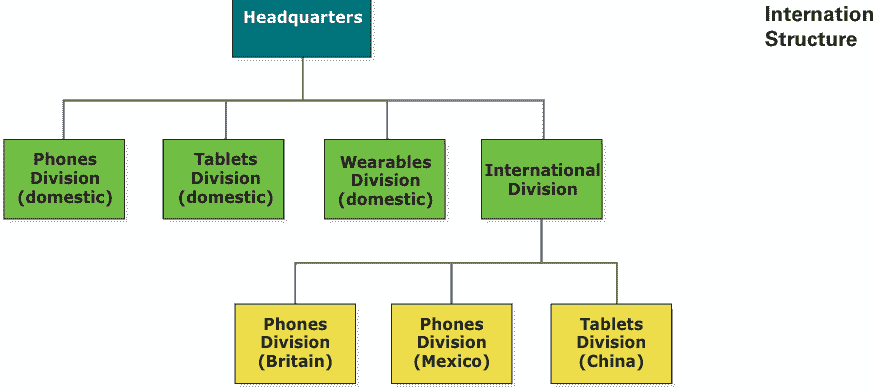 Headquarters
Internation
Structure
Phones
Division
(domestic)
Tablets
Division
(domestic)
Wearables
Division
(domestic)
International
Division
Phones
Division
(Britain)
Phones
Division
(Mexico)
Tablets
Division
(China)